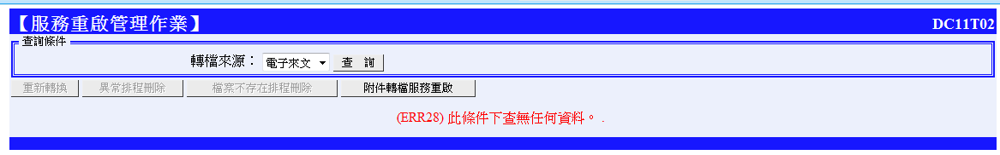 【服務重啟管理作業】 DC11T02
查詢條件
轉檔來源： 電子來文 查 詢
重新轉換 異常排程刪除 檔案不存在排程刪除 附件轉檔服務重啟
(ERR28) 此條件下查無任何資料。 .